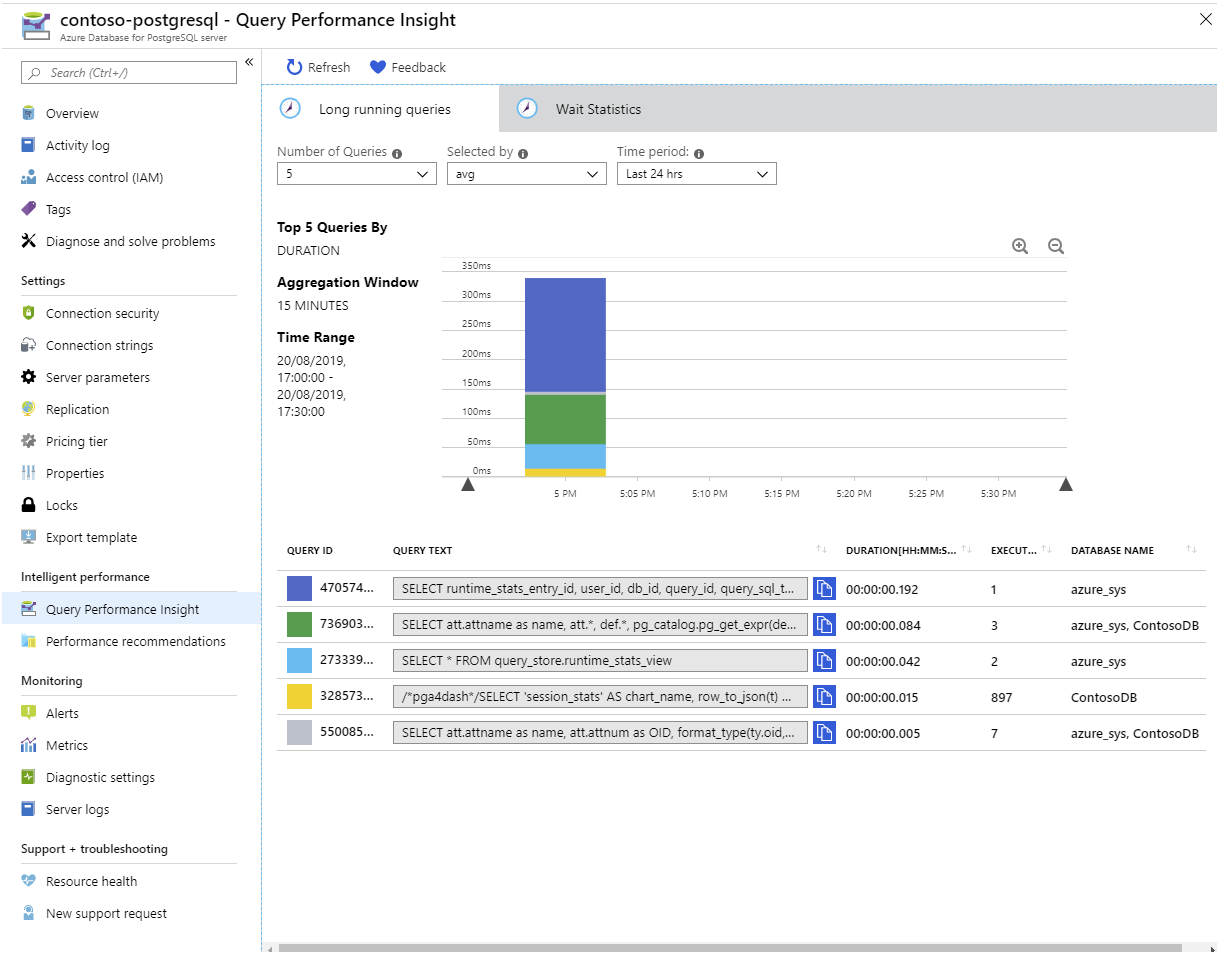 contoso-postgresql - Query Performance Insight
Azure Database for PostgreSQL server
Search (Ctrl+/)
«
Overview
Activity log
Access control (IAM)
Tags
Diagnose and solve problems
Settings
Connection security
Connection strings
Server parameters
Replication
Pricing tier
Properties
Locks
Export template
Intelligent performance
Query Performance Insight
Performance recommendations
Monitoring
Alerts
Metrics
Diagnostic settings
Server logs
Support + troubleshooting
Resource health
New support request
Refresh Feedback
Long running queries Wait Statistics
Number of Queries Selected by Time period:
5 avg Last 24 hrs
Top 5 Queries By
DURATION
Aggregation Window
15 MINUTES
Time Range
20/08/2019,
17:00:00 -
20/08/2019,
17:30:00
350ms
300ms
250ms
200ms
150ms
100ms
50ms
0ms
5 PM 5:05 PM 5:10 PM 5:15 PM 5:20 PM 5:25 PM 5:30 PM
QUERY ID QUERY TEXT DURATION[HH:MM:S... EXECUT... DATABASE NAME
470574... SELECT runtime_stats_entry_id, user_id, db_id, query_id, query_sql_t... 00:00:00.192 1 azure_sys
736903... SELECT att.attname as name, att.*, def.*, pg_catalog.pg_get_expr(de... 00:00:00.084 3 azure_sys, ContosoDB
273339... SELECT * FROM query_store.runtime_stats_view 00:00:00.042 2 azure_sys
328573... /*pga4dash*/SELECT 'session_stats' AS chart_name, row_to_json(t) ... 00:00:00.015 897 ContosoDB
550085... SELECT att.attname as name, att.attnum as OID, format_type(ty.oid,... 00:00:00.005 7 azure_sys, ContosoDB